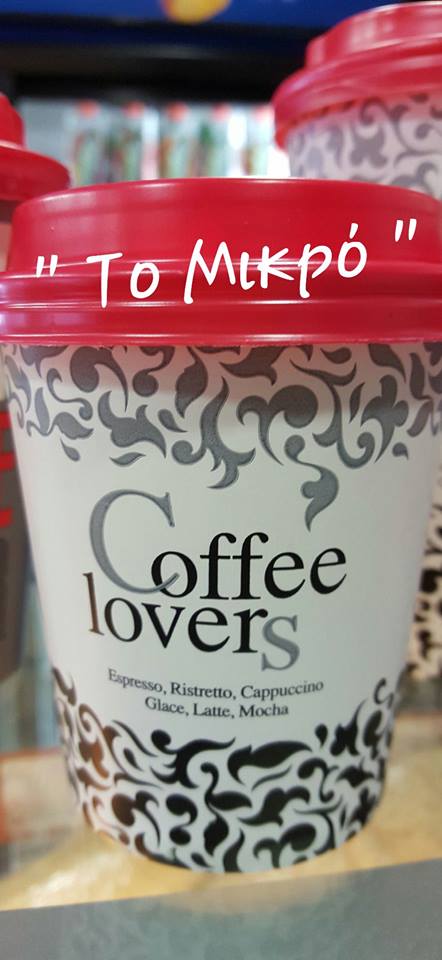 " Το Μικρό "
Coffee
lovers
Espresso, Ristretto, Cappuccino
Glace, Latte, Mocha